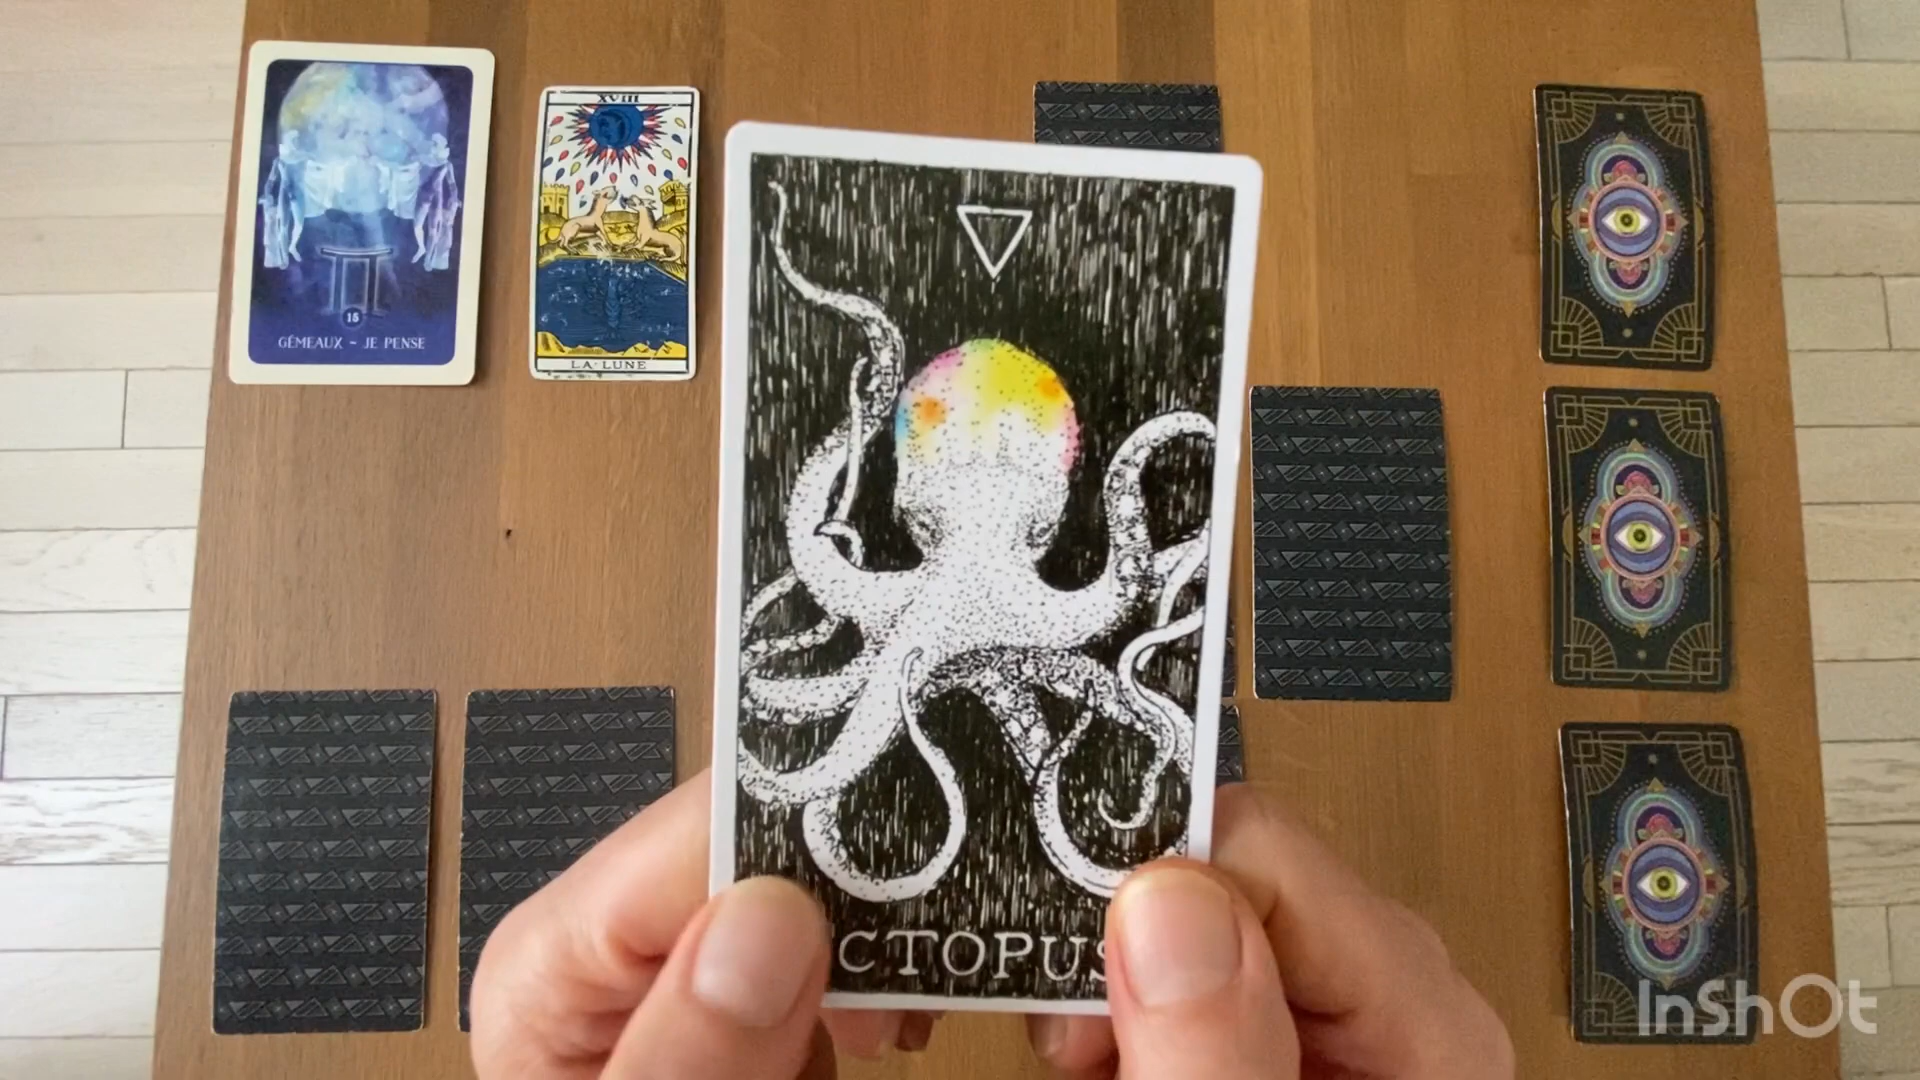 15
GÉMEAUX ~ JE PENSE
XVIII
LA·LUNE
CTOPUS
InShOt